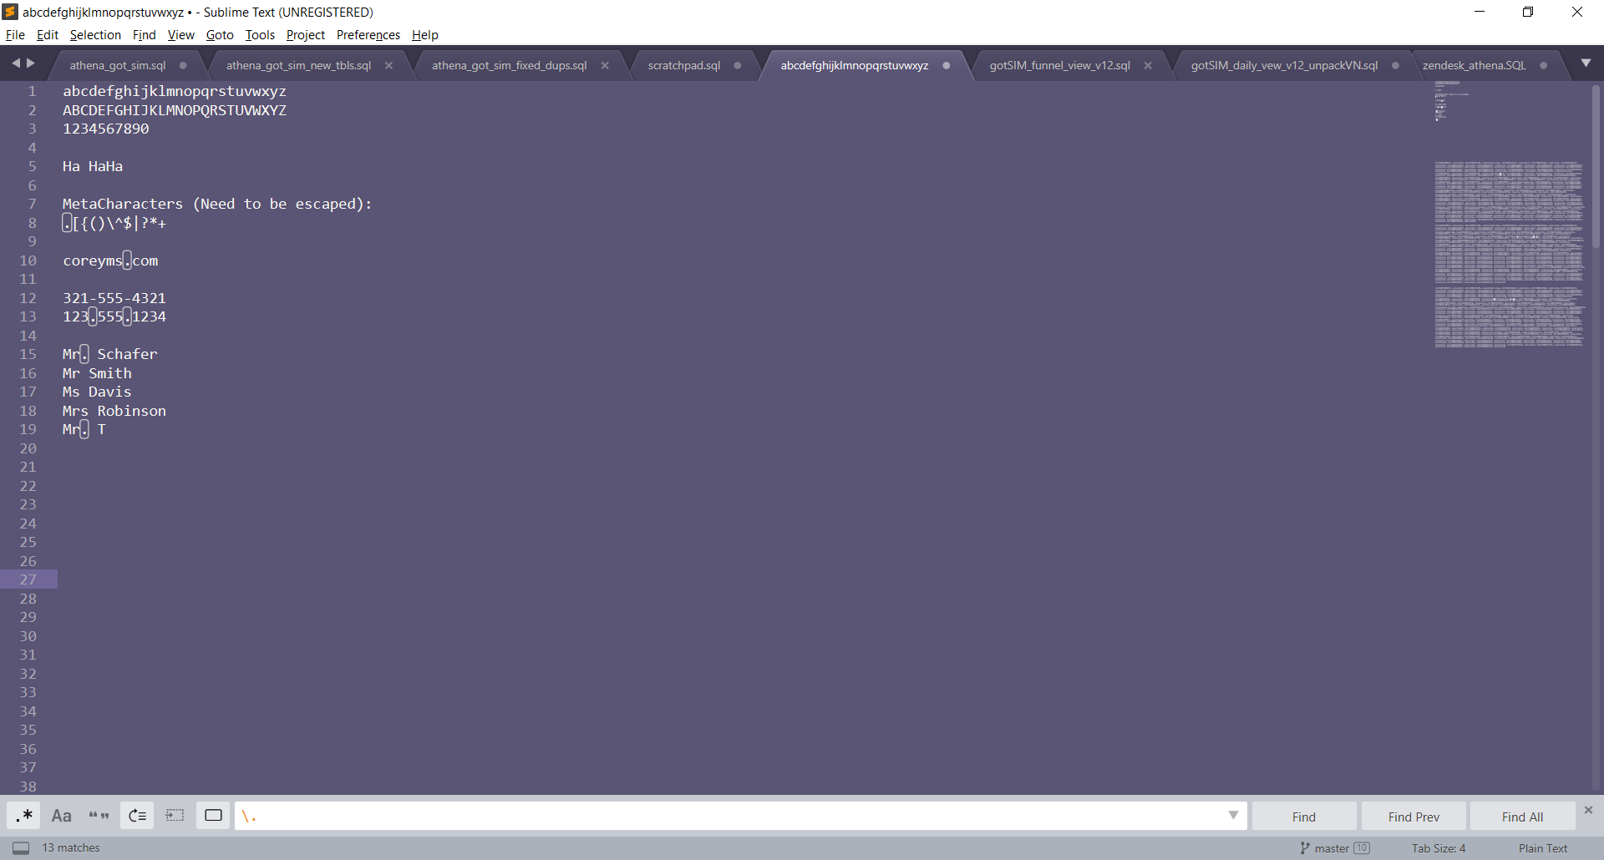 abcdefghijklmnopqrstuvwxyz • - Sublime Text (UNREGISTERED)
File Edit Selection Find View Goto Tools Project Preferences Help
athena_got_sim.sql athena_got_sim_new_tbls.sql athena_got_sim_fixed_dups.sql scratchpad.sql abcdefghijklmnopqrstuvwxyz gotSIM_funnel_view_v12.sql gotSIM_daily_vew_v12_unpackVN.sql zendesk_athena.SQL
1 abcdefghijklmnopqrstuvwxyz
2 ABCDEFGHIJKLMNOPQRSTUVWXYZ
3 1234567890
4
5 Ha HaHa
6
7 MetaCharacters (Need to be escaped):
8 .[{()\^$|?*+
9
10 coreyms.com
11
12 321-555-4321
13 123.555.1234
14
15 Mr. Schafer
16 Mr Smith
17 Ms Davis
18 Mrs Robinson
19 Mr. T
20
21
22
23
24
25
26
27
28
29
30
31
32
33
34
35
36
37
38
.* Aa “” \. Find Find Prev Find All
13 matches master 10 Tab Size: 4 Plain Text